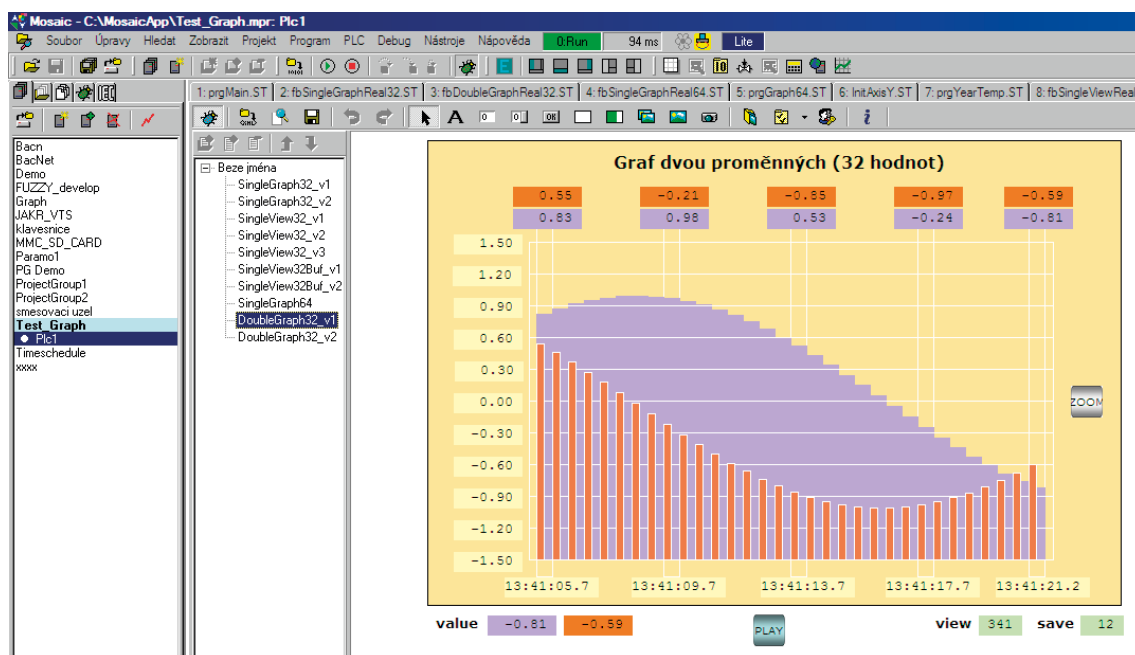 Mosaic - C:\MosaicApp\Test_Graph.mpr: Plc1
Soubor Úpravy Hledat Zobrazit Projekt Program PLC Debug Nástroje Nápověda 0:Run 94 ms Lite
1: prgMain.ST 2: fbSingleGraphReal32.ST 3: fbDoubleGraphReal32.ST 4: fbSingleGraphReal64.ST 5: prgGraph64.ST 6: InitAxisY.ST 7: prgYearTemp.ST 8: fbSingleViewRea
Bacn
BacNet
Demo
FUZZY_develop
Graph
JAKR_VTS
klavesnice
MMC_SD_CARD
Paramo1
PG Demo
ProjectGroup1
ProjectGroup2
smesovaci uzel
Test_Graph
Plc1
Timeschedule
xxxx
Beze jména
SingleGraph32_v1
SingleGraph32_v2
SingleView32_v1
SingleView32_v2
SingleView32_v3
SingleView32Buf_v1
SingleView32Buf_v2
SingleGraph64
DoubleGraph32_v1
DoubleGraph32_v2
Graf dvou proměnných (32 hodnot)
0.55 -0.21 -0.85 -0.97 -0.59
0.83 0.98 0.53 -0.24 -0.81
1.50
1.20
0.90
0.60
0.30
0.00
-0.30
-0.60
-0.90
-1.20
-1.50
ZOOM
13:41:05.7 13:41:09.7 13:41:13.7 13:41:17.7 13:41:21.2
value -0.81 -0.59 PLAY view 341 save 12